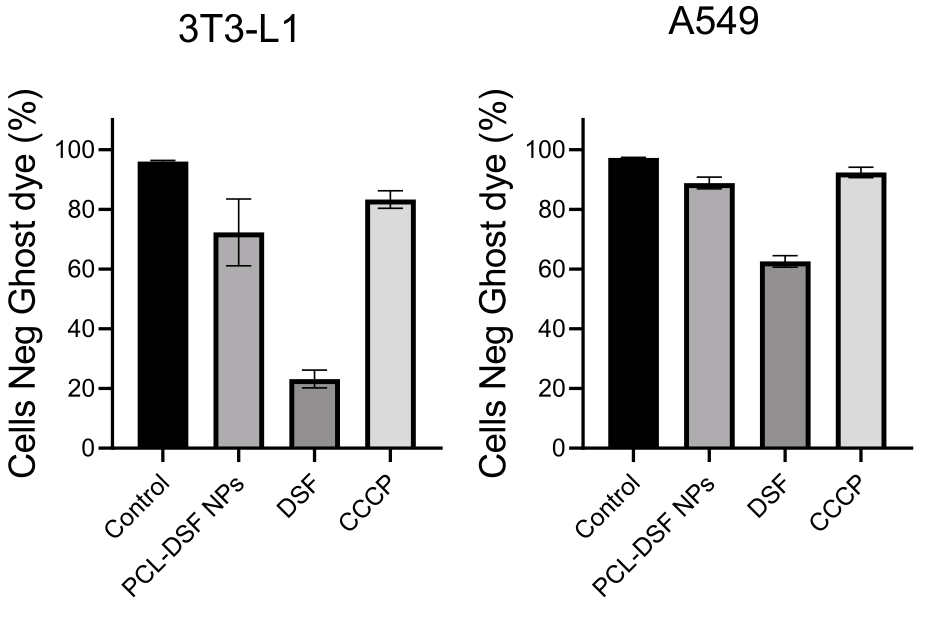 3T3-L1
Cells Neg Ghost dye (%)
100
80
60
40
20
0
Control
PCL-DSF NPs
DSF
CCCP
A549
Cells Neg Ghost dye (%)
100
80
60
40
20
0
Control
PCL-DSF NPs
DSF
CCCP